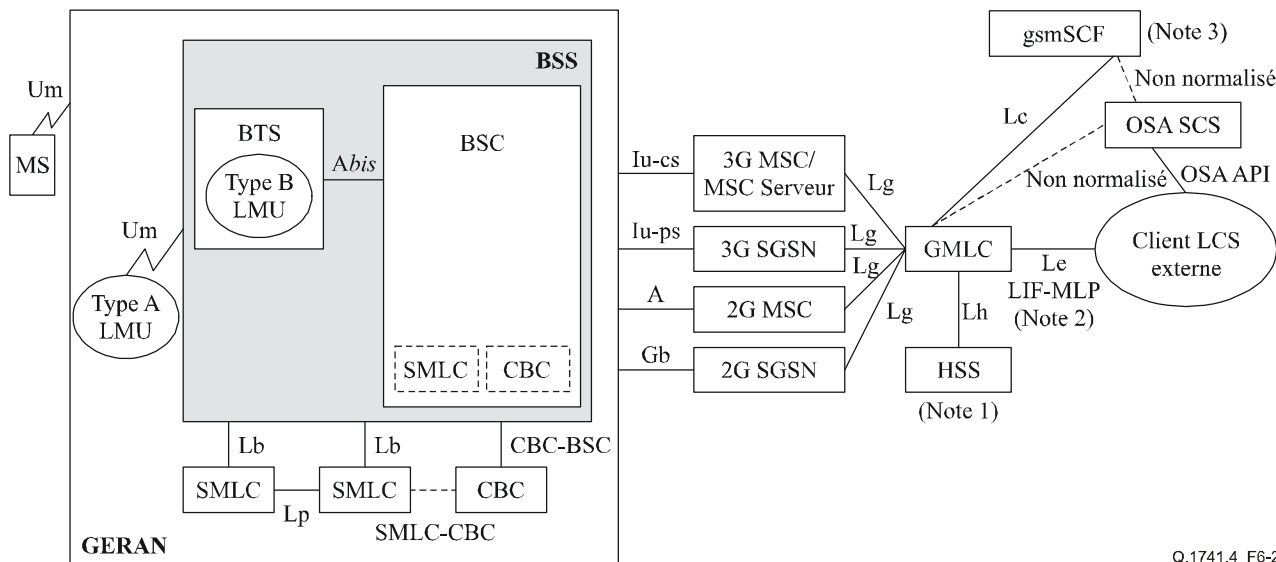 gsmSCF
(Note 3)
BSS
Non normalisé
Um
Lc
OSA SCS
BTS
BSC
MS
Type B
LMU
Abis
Iu-cs
3G MSC/
MSC Serveur
Lg
Non normalisé
OSA API
Um
Iu-ps
3G SGSN
Lg
GMLC
Le
LIF-MLP
(Note 2)
Client LCS
externe
Lg
Type A
LMU
A
2G MSC
Lg
Lh
SMLC
CBC
Gb
2G SGSN
HSS
(Note 1)
Lb
Lb
CBC-BSC
SMLC
Lp
SMLC
CBC
SMLC-CBC
GERAN
Q.1741.4_F6-2